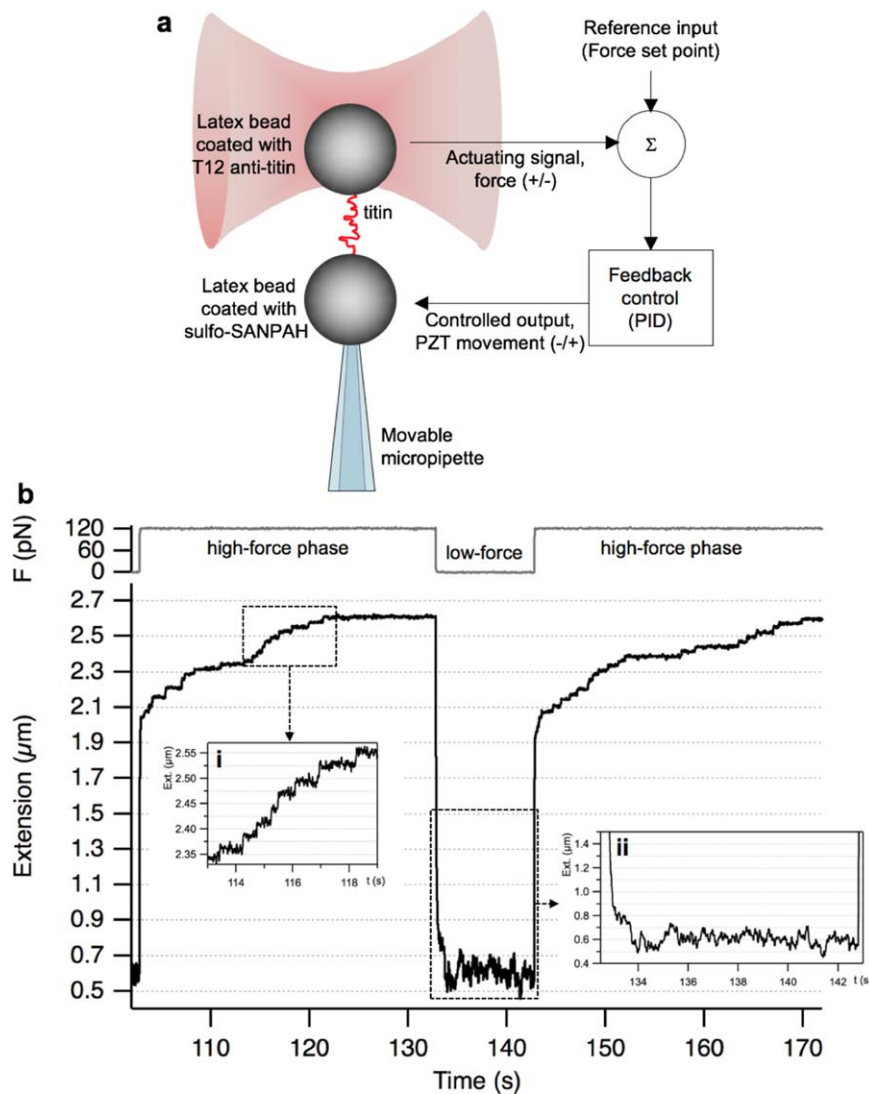 a
Reference input
(Force set point)
Latex bead
coated with
T12 anti-titin
Σ
Actuating signal,
force (+/-)
titin
Latex bead
coated with
sulfo-SANPAH
Feedback
control
(PID)
Controlled output,
PZT movement (-/+)
Movable
micropipette
b
F (pN)
120
60
0
high-force phase
low-force
high-force phase
Extension (µm)
2.7
2.5
2.3
2.1
1.9
1.7
1.5
1.3
1.1
0.9
0.7
0.5
i
Ext. (µm)
2.55
2.50
2.45
2.40
2.35
114
116
118
t (s)
ii
Ext. (µm)
1.4
1.2
1.0
0.8
0.6
0.4
134
136
138
140
142
t (s
110
120
130
140
150
160
170
Time (s)